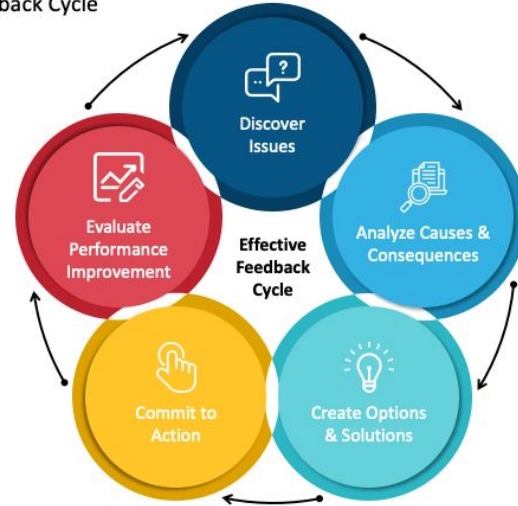 back Cycle
Discover
Issues
Analyze Causes &
Consequences
Create Options
& Solutions
Commit to
Action
Evaluate
Performance
Improvement
Effective
Feedback
Cycle